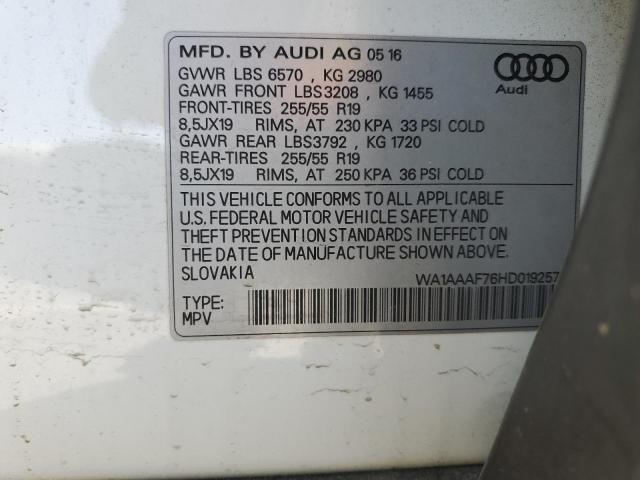 MFD. BY AUDI AG 05 16
GVWR LBS 6570 , KG 2980
GAWR FRONT LBS3208 , KG 1455
FRONT-TIRES 255/55 R19
8,5JX19 RIMS, AT 230 KPA 33 PSI COLD
GAWR REAR LBS3792 , KG 1720
REAR-TIRES 255/55 R19
8,5JX19 RIMS, AT 250 KPA 36 PSI COLD
Audi
THIS VEHICLE CONFORMS TO ALL APPLICABLE
U.S. FEDERAL MOTOR VEHICLE SAFETY AND
THEFT PREVENTION STANDARDS IN EFFECT ON
THE DATE OF MANUFACTURE SHOWN ABOVE.
SLOVAKIA
WA1AAAF76HD019257
TYPE:
MPV